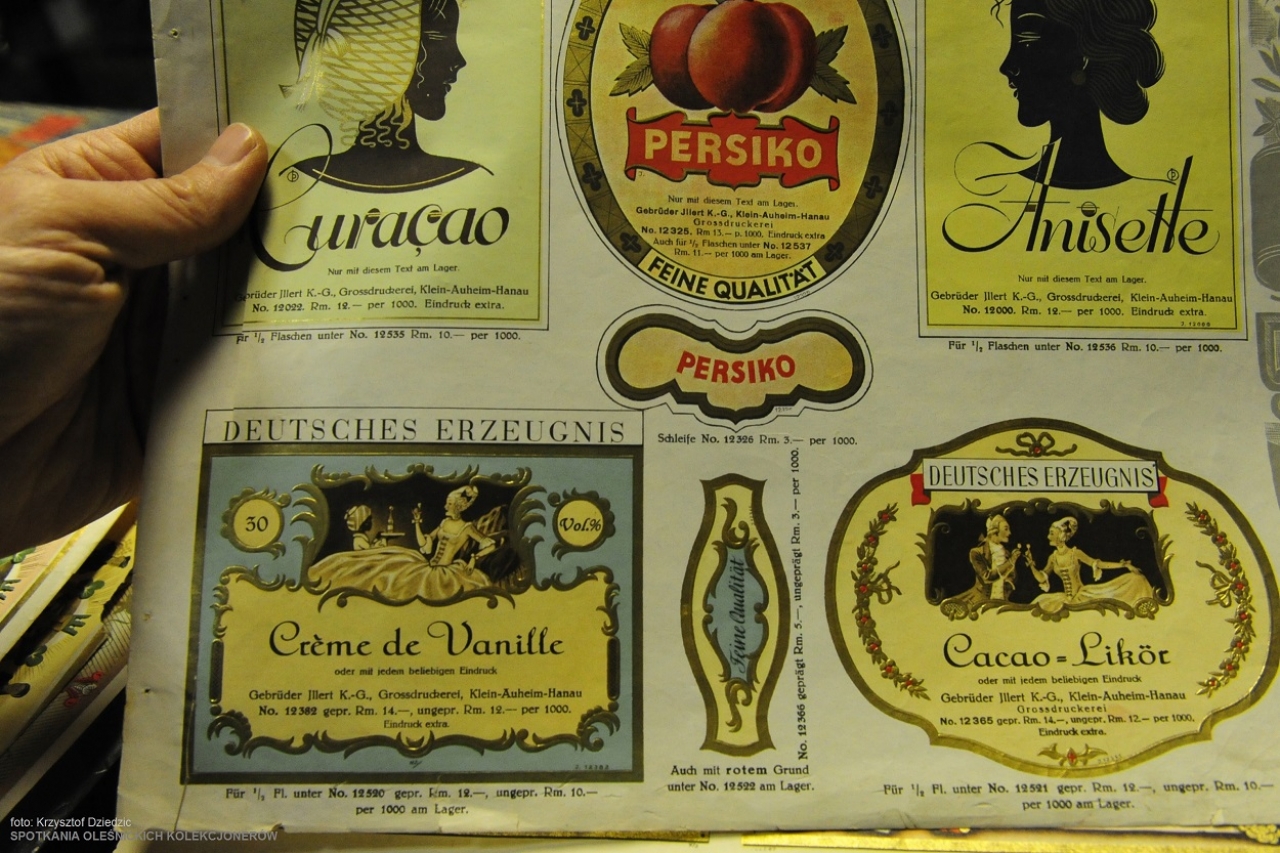 Curaçao
Nur mit diesem Text am Lager.
Gebrüder Jllert K.-G., Grossdruckerei, Klein-Auheim-Hanau
No. 12022. Rm. 12.— per 1000. Eindruck extra.
Für 1/2 Flaschen unter No. 12535 Rm. 10.— per 1000.
PERSIKO
Nur mit diesem Text am Lager.
Gebrüder Jllert K.-G., Klein-Auheim-Hanau
Grossdruckerei
No. 12325. Rm. 13.— p. 1000. Eindruck extra
Auch für 1/2 Flaschen unter No. 12537
Rm. 11.— per 1000 am Lager.
FEINE QUALITÄT
Anisette
Nur mit diesem Text am Lager.
Gebrüder Jllert K.-G., Grossdruckerei, Klein-Auheim-Hanau
No. 12000. Rm. 12.— per 1000. Eindruck extra.
Für 1/2 Flaschen unter No. 12536 Rm. 10.— per 1000.
PERSIKO
Schleife No. 12326 Rm. 3.— per 1000.
DEUTSCHES ERZEUGNIS
30
Vol.%
Crème de Vanille
oder mit jedem beliebigen Eindruck
Gebrüder Jllert K.-G., Grossdruckerei, Klein-Auheim-Hanau
No. 12382 gepr. Rm. 14.—, ungepr. Rm. 12.— per 1000.
Eindruck extra.
Für 1/2 Fl. unter No. 12520 gepr. Rm. 12.—, ungepr. Rm. 10.—
per 1000 am Lager.
Feine Qualität
No. 12366 geprägt Rm. 5.—, ungeprägt Rm. 3.— per 1000.
Auch mit rotem Grund
unter No. 12522 am Lager.
DEUTSCHES ERZEUGNIS
Cacao=Likör
oder mit jedem beliebigen Eindruck
Gebrüder Jllert K.-G., Klein-Auheim-Hanau
Grossdruckerei
No. 12365 gepr. Rm. 14.—, ungepr. Rm. 12.— per 1000.
Eindruck extra.
Für 1/2 Fl. unter No. 12521 gepr. Rm. 12.—, ungepr. Rm. 10.—
per 1000 am Lager.
foto: Krzysztof Dziedzic
SPOTKANIA OLEŚNICKICH KOLEKCJONERÓW